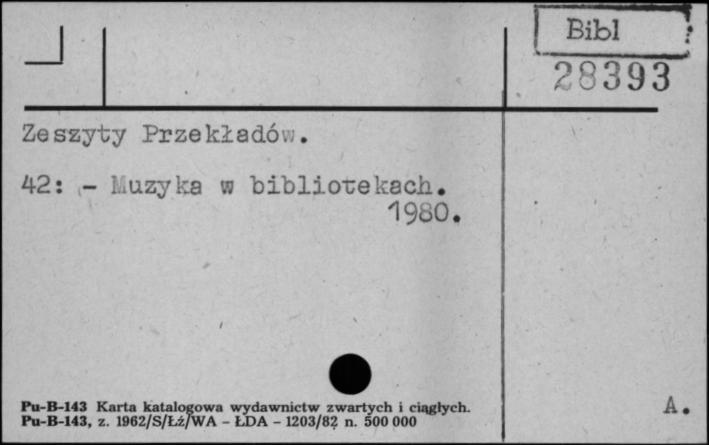 Bibl
28393
Zeszyty Przekładów.
42: - Muzyka w bibliotekach.
1980.
A.
Pu-B-143 Karta katalogowa wydawnictw zwartych i ciągłych.
Pu-B-143, z. 1962/S/Łź/WA - ŁDA - 1203/82 n. 500 000